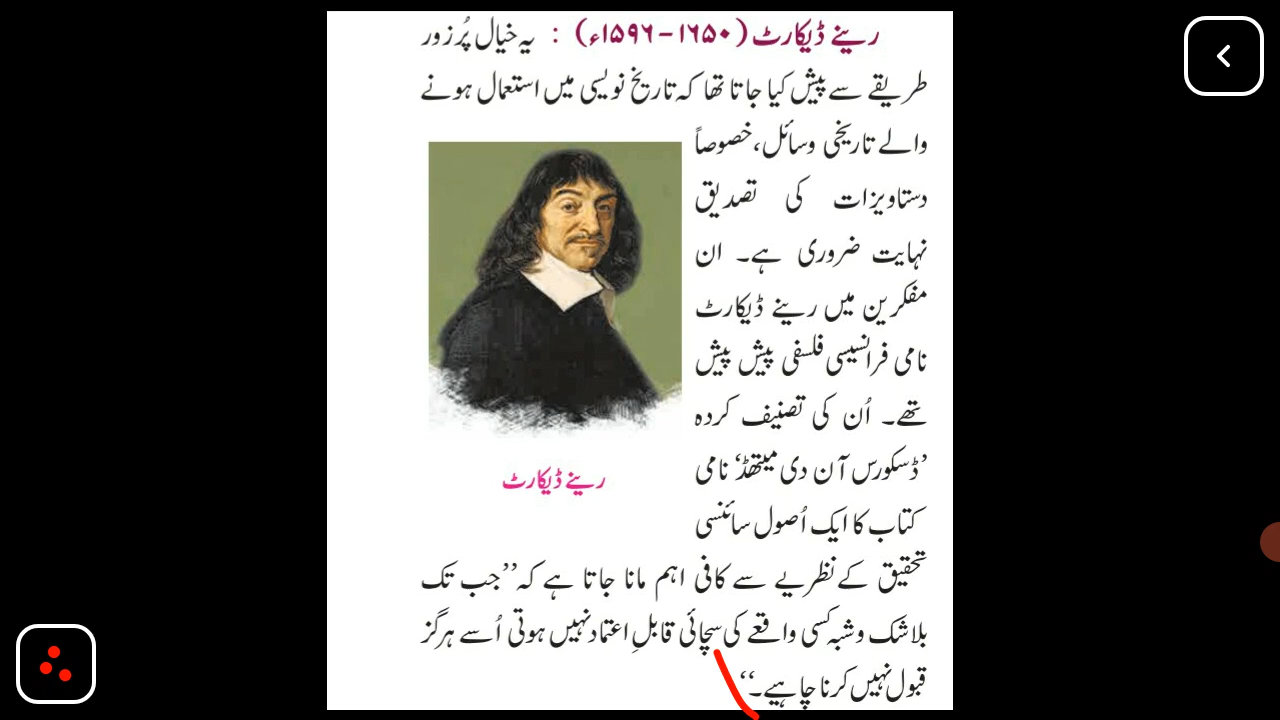 رینے ڈیکارٹ (۱۶۵۰ – ۱۵۹۶ء) : یہ خیال پُرزور
طریقے سے پیش کیا جاتا تھا کہ تاریخ نویسی میں استعمال ہونے
والے تاریخی وسائل، خصوصاً
دستاویزات کی تصدیق
نہایت ضروری ہے۔ ان
مفکرین میں رینے ڈیکارٹ
نامی فرانسیسی فلسفی پیش پیش
تھے۔ اُن کی تصنیف کردہ
’ڈسکورس آن دی میتھڈ‘ نامی
کتاب کا ایک اُصول سائنسی
تحقیق کے نظریے سے کافی اہم مانا جاتا ہے کہ ’’جب تک
بلاشک و شبہ کسی واقعے کی سچائی قابلِ اعتماد نہیں ہوتی اُسے ہرگز
قبول نہیں کرنا چاہیے۔‘‘
رینے ڈیکارٹ